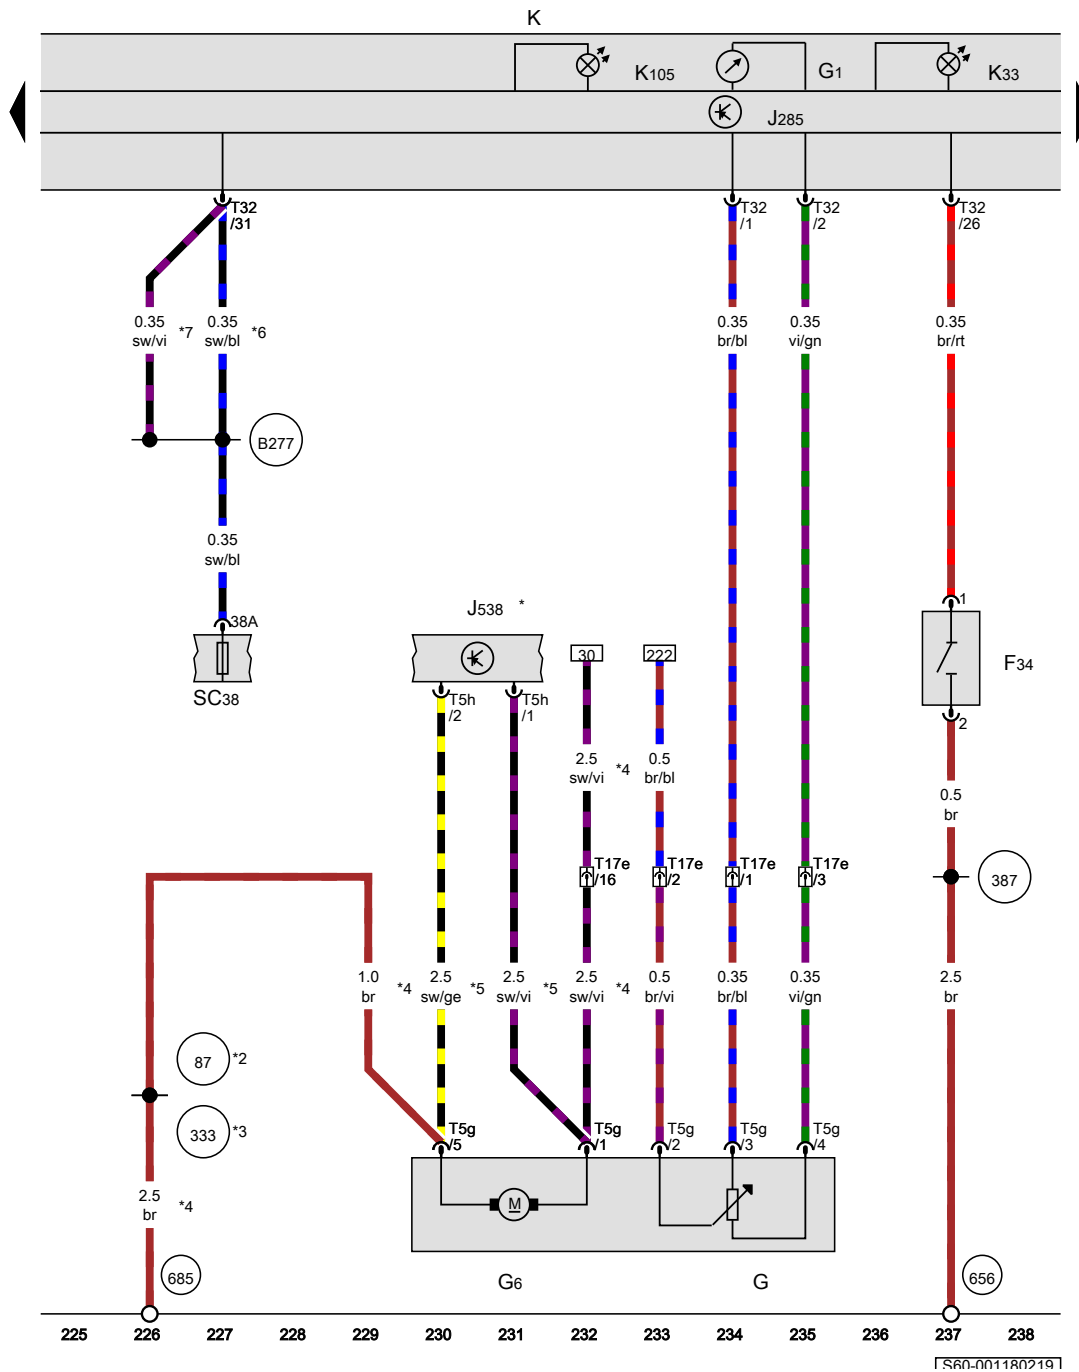 K
K105
G1
K33
J285
T32
/31
T32
/1
T32
/2
T32
/26
0.35
sw/vi
*7
0.35
sw/bl
*6
0.35
br/bl
0.35
vi/gn
0.35
br/rt
B277
0.35
sw/bl
38A
SC38
J538 *
30
222
1
F34
2
T5h
/2
T5h
/1
2.5
sw/vi
*4
0.5
br/bl
0.5
br
T17e
/16
T17e
/2
T17e
/1
T17e
/3
387
1.0
br
*4
2.5
sw/ge
*5
2.5
sw/vi
*5
2.5
sw/vi
*4
0.5
br/vi
0.35
br/bl
0.35
vi/gn
2.5
br
87
*2
333
*3
T5g
/5
T5g
/1
T5g
/2
T5g
/3
T5g
/4
2.5
br
*4
M
685
G6
G
656
225 226 227 228 229 230 231 232 233 234 235 236 237 238
S60-001180219